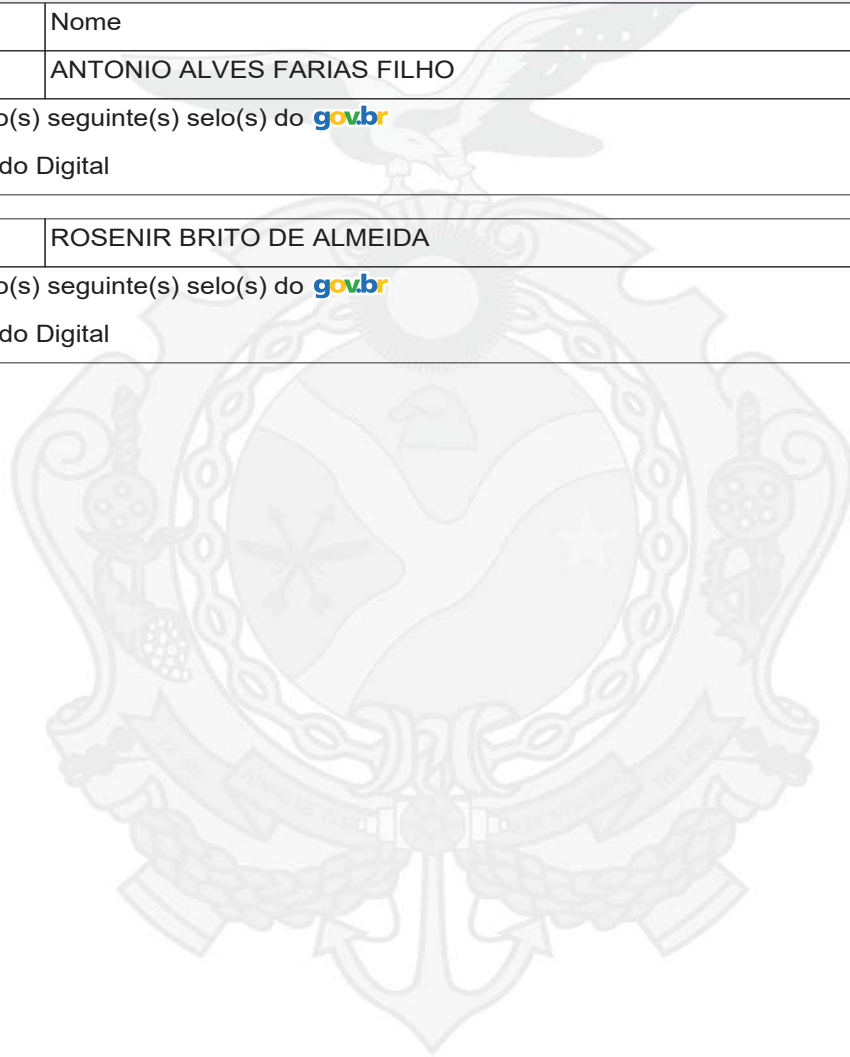 Nome
ANTONIO ALVES FARIAS FILHO
o(s) seguinte(s) selo(s) do gov.br
do Digital
ROSENIR BRITO DE ALMEIDA
o(s) seguinte(s) selo(s) do gov.br
do Digital